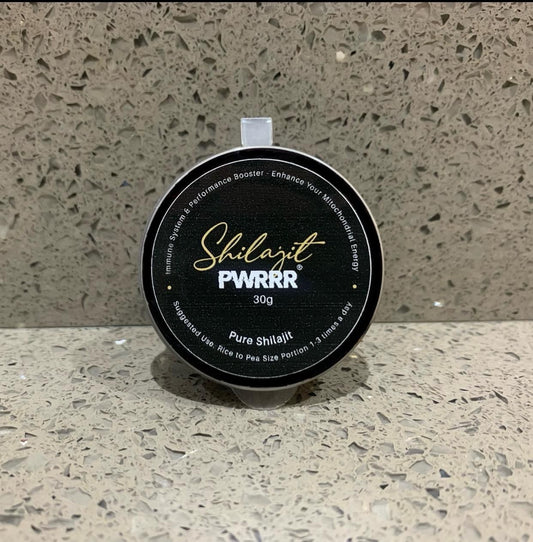 Immune System & Performance Booster - Enhance Your Mitochondrial Energy
Shilajit
PWRRR®
30g
Pure Shilajit
Suggested Use, Rice to Pea Size Portion 1-3 times a day